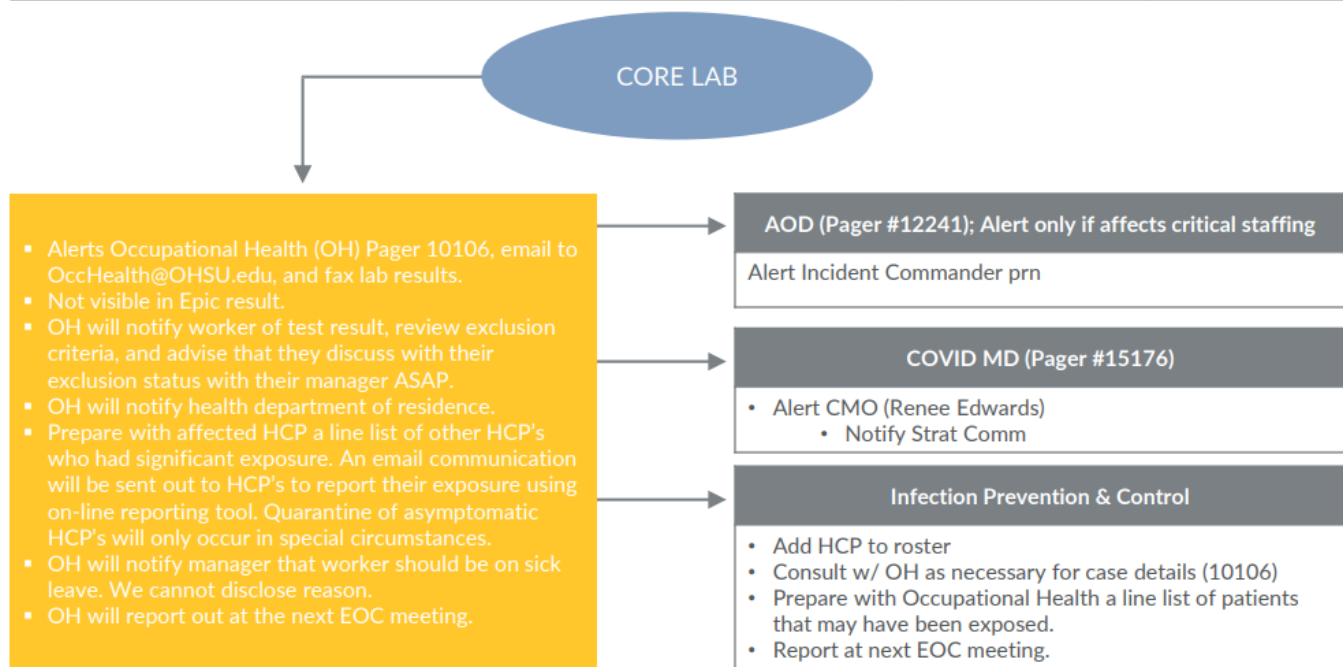 CORE LAB
▪ Alerts Occupational Health (OH) Pager 10106, email to
OccHealth@OHSU.edu, and fax lab results.
▪ Not visible in Epic result.
▪ OH will notify worker of test result, review exclusion
criteria, and advise that they discuss with their
exclusion status with their manager ASAP.
▪ OH will notify health department of residence.
▪ Prepare with affected HCP a line list of other HCP's
who had significant exposure. An email communication
will be sent out to HCP's to report their exposure using
on-line reporting tool. Quarantine of asymptomatic
HCP's will only occur in special circumstances.
▪ OH will notify manager that worker should be on sick
leave. We cannot disclose reason.
▪ OH will report out at the next EOC meeting.
AOD (Pager #12241); Alert only if affects critical staffing
Alert Incident Commander prn
COVID MD (Pager #15176)
• Alert CMO (Renee Edwards)
• Notify Strat Comm
Infection Prevention & Control
• Add HCP to roster
• Consult w/ OH as necessary for case details (10106)
• Prepare with Occupational Health a line list of patients
that may have been exposed.
• Report at next EOC meeting.